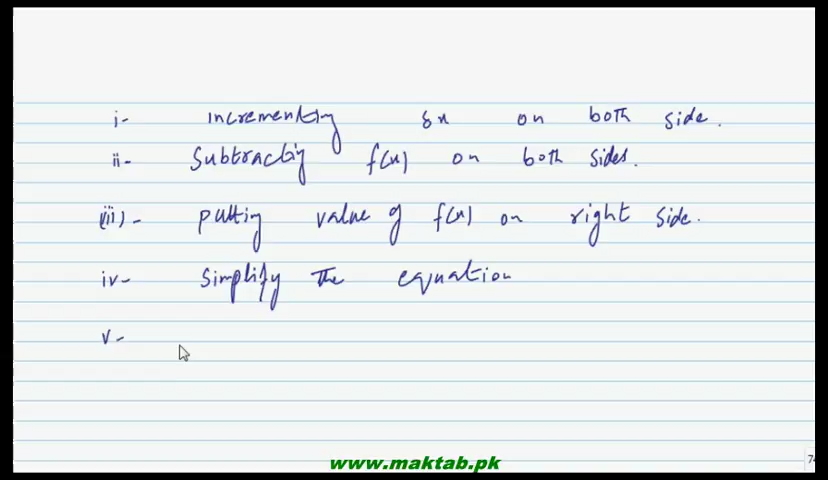 i- incrementing δx on both side.
ii- Subtracting f(x) on both sides.
(iii)- putting value of f(x) on right side.
iv- Simplify the equation
v-
www.maktab.pk